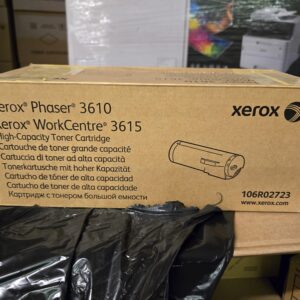 erox® Phaser® 3610
Xerox® WorkCentre® 3615
High-Capacity Toner Cartridge
Cartouche de toner grande capacité
Cartuccia di toner ad alta capacità
Tonerkartusche mit hoher Kapazität
Cartucho de tóner de alta capacidad
Cartucho de toner de alta capacidade
Картридж с тонером большой емкости
xerox
106R02723
www.xerox.com